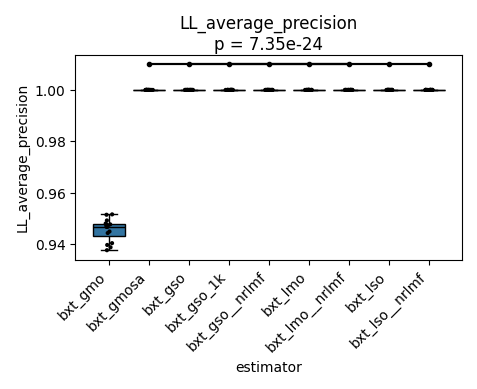 LL_average_precision
p = 7.35e-24
LL_average_precision
1.00
0.98
0.96
0.94
bxt_gmo
bxt_gmosa
bxt_gso
bxt_gso_1k
bxt_gso__nrlmf
bxt_lmo
bxt_lmo__nrlmf
bxt_lso
bxt_lso__nrlmf
estimator